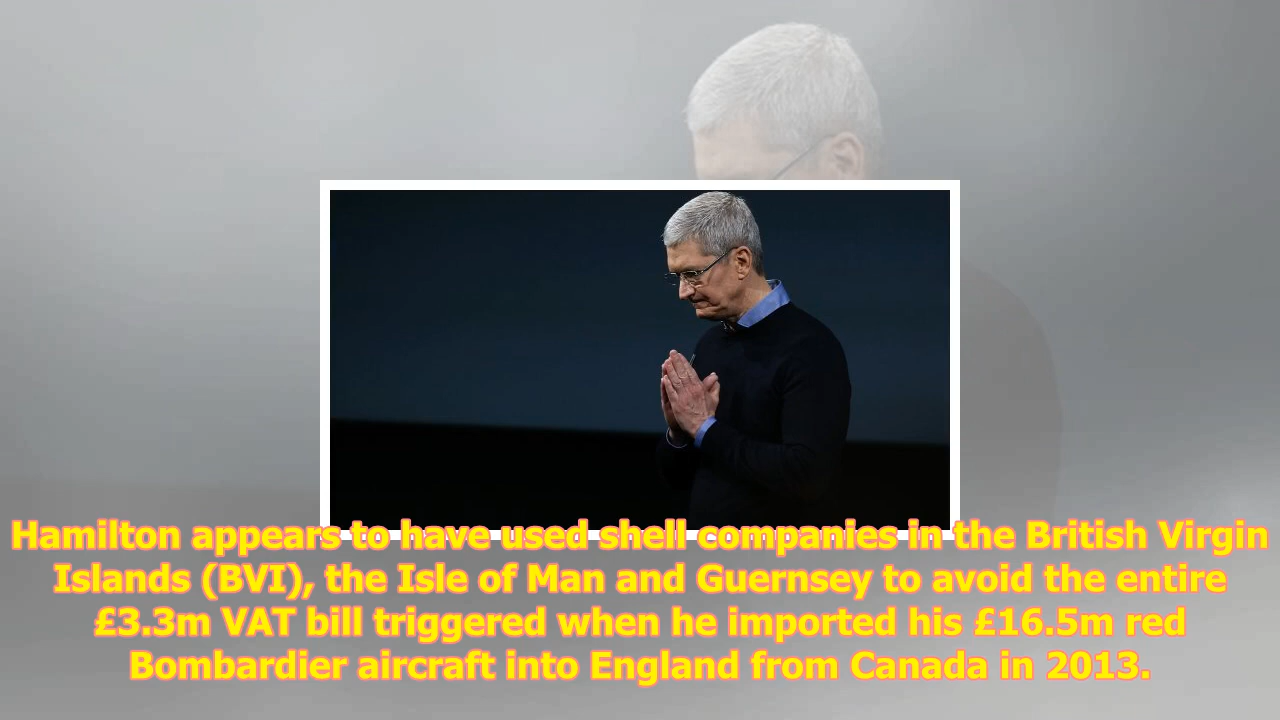 Hamilton appears to have used shell companies in the British Virgin
Islands (BVI), the Isle of Man and Guernsey to avoid the entire
£3.3m VAT bill triggered when he imported his £16.5m red
Bombardier aircraft into England from Canada in 2013.